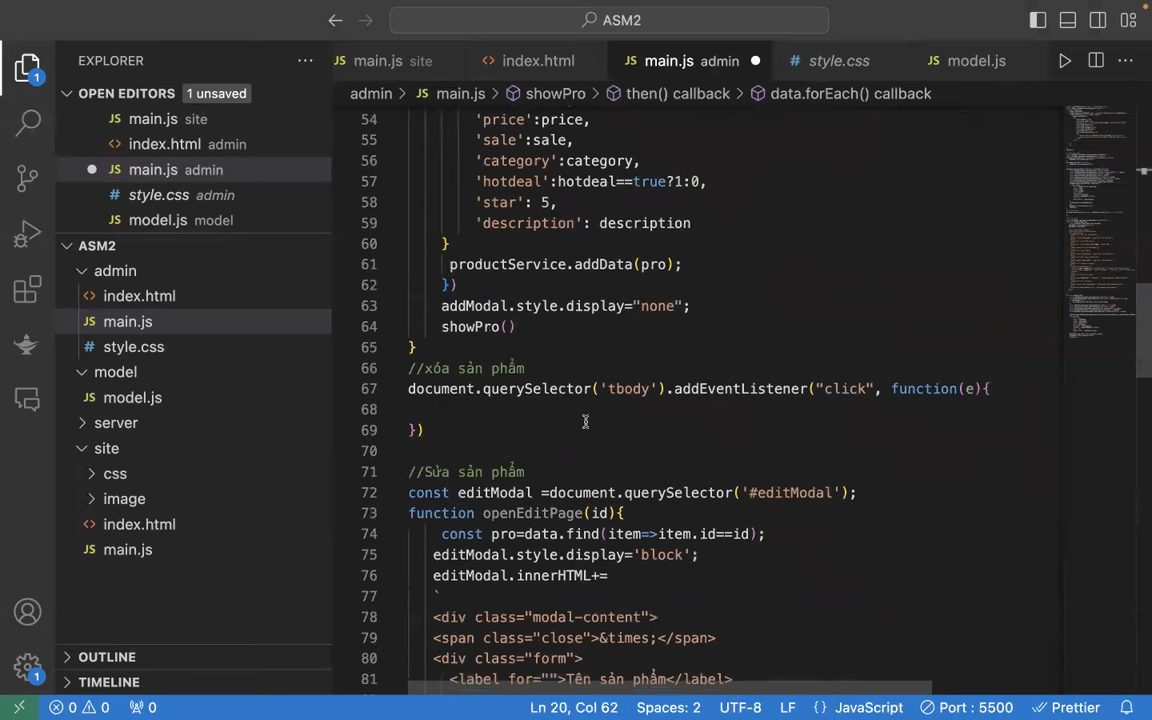 ASM2
EXPLORER
main.js site
index.html
main.js admin
style.css
model.js
OPEN EDITORS
1 unsaved
admin
main.js
showPro
then() callback
data.forEach() callback
main.js site
index.html admin
main.js admin
style.css admin
model.js model
ASM2
admin
index.html
main.js
style.css
model
model.js
server
site
css
image
index.html
main.js
OUTLINE
TIMELINE
1
1
54 'price':price,
55 'sale':sale,
56 'category':category,
57 'hotdeal':hotdeal==true?1:0,
58 'star': 5,
59 'description': description
60 }
61 productService.addData(pro);
62 })
63 addModal.style.display="none";
64 showPro()
65 }
66 //xóa sản phẩm
67 document.querySelector('tbody').addEventListener("click", function(e){
68
69 })
70
71 //Sửa sản phẩm
72 const editModal =document.querySelector('#editModal');
73 function openEditPage(id){
74 const pro=data.find(item=>item.id==id);
75 editModal.style.display='block';
76 editModal.innerHTML+=
77 `
78 <div class="modal-content">
79 <span class="close">&times;</span>
80 <div class="form">
81 <label for="">Tên sản phẩm</label>
0 0 0
Ln 20, Col 62
Spaces: 2
UTF-8
LF
{} JavaScript
Port : 5500
Prettier